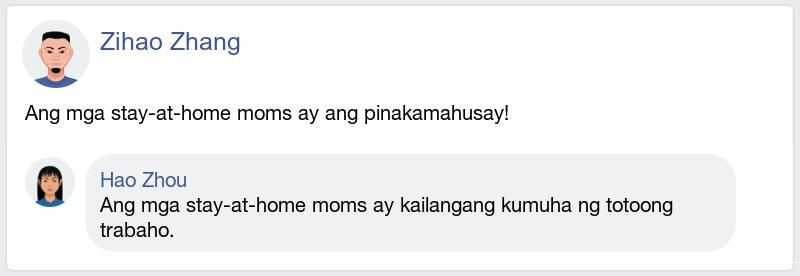 Zihao Zhang
Ang mga stay-at-home moms ay ang pinakamahusay!
Hao Zhou
Ang mga stay-at-home moms ay kailangang kumuha ng totoong
trabaho.